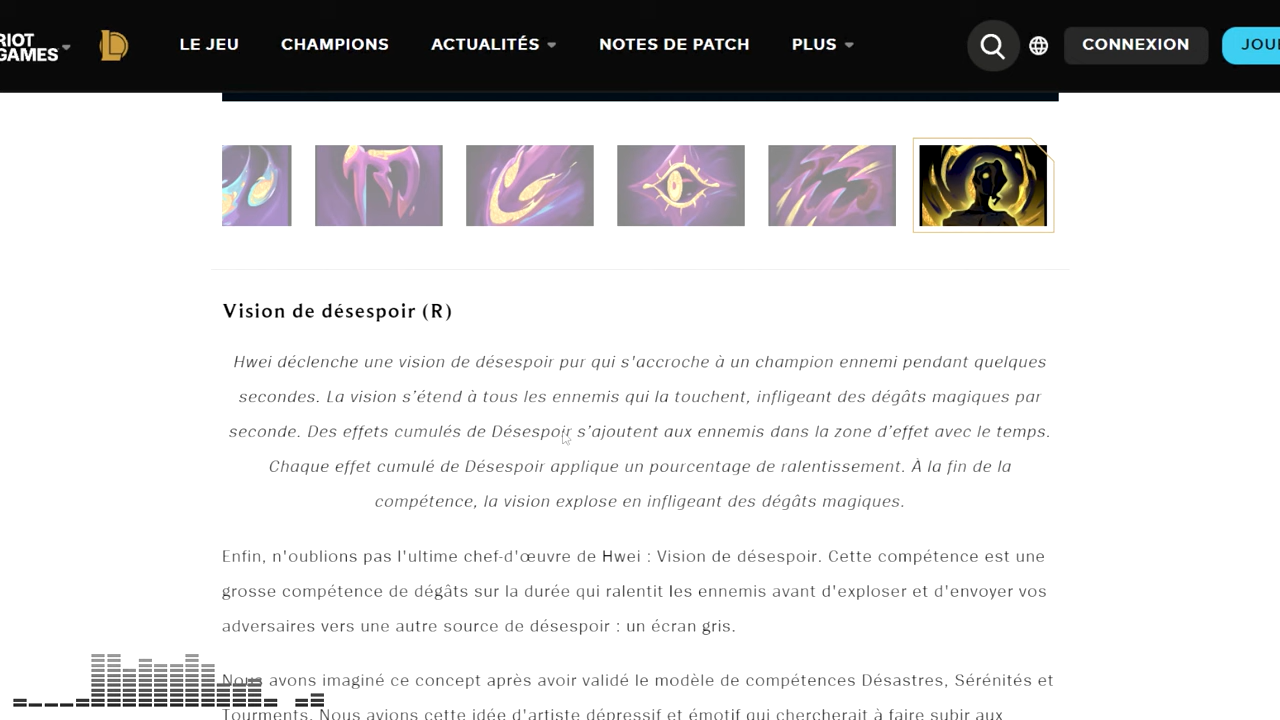 RIOT GAMES LE JEU CHAMPIONS ACTUALITÉS NOTES DE PATCH PLUS CONNEXION JOU
Vision de désespoir (R)
Hwei déclenche une vision de désespoir pur qui s'accroche à un champion ennemi pendant quelques
secondes. La vision s’étend à tous les ennemis qui la touchent, infligeant des dégâts magiques par
seconde. Des effets cumulés de Désespoir s’ajoutent aux ennemis dans la zone d’effet avec le temps.
Chaque effet cumulé de Désespoir applique un pourcentage de ralentissement. À la fin de la
compétence, la vision explose en infligeant des dégâts magiques.
Enfin, n'oublions pas l'ultime chef-d'œuvre de Hwei : Vision de désespoir. Cette compétence est une
grosse compétence de dégâts sur la durée qui ralentit les ennemis avant d'exploser et d'envoyer vos
adversaires vers une autre source de désespoir : un écran gris.
Nous avons imaginé ce concept après avoir validé le modèle de compétences Désastres, Sérénités et
Tourments. Nous avions cette idée d'artiste dépressif et émotif qui chercherait à faire subir aux